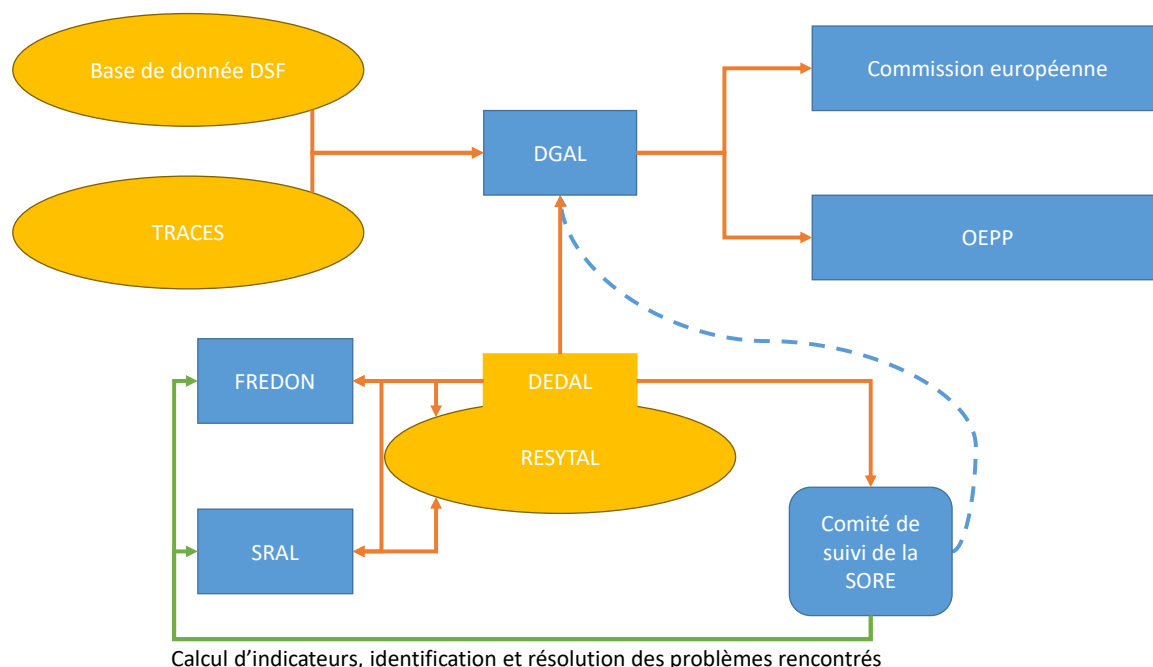 Base de donnée DSF
Commission européenne
DGAL
TRACES
OEPP
FREDON
DEDAL
RESYTAL
SRAL
Comité de
suivi de la
SORE
Calcul d’indicateurs, identification et résolution des problèmes rencontrés